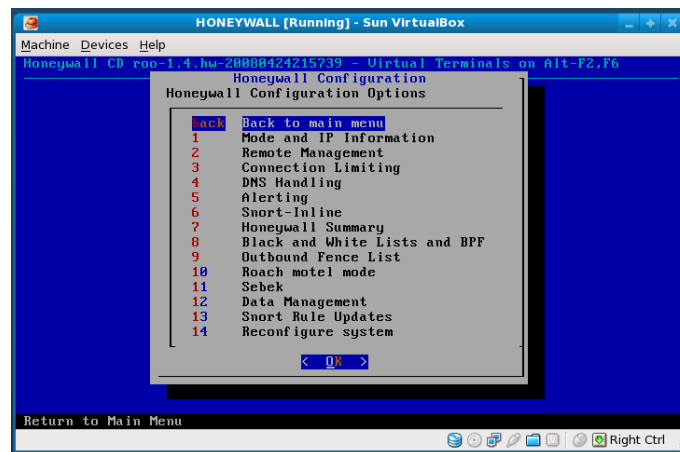 HONEYWALL [Running] - Sun VirtualBox
Machine Devices Help
Honeywall CD roo-1.4.hw-20080424215739 - Virtual Terminals on Alt-F2,F6
Honeywall Configuration
Honeywall Configuration Options
back Back to main menu
1 Mode and IP Information
2 Remote Management
3 Connection Limiting
4 DNS Handling
5 Alerting
6 Snort-Inline
7 Honeywall Summary
8 Black and White Lists and BPF
9 Outbound Fence List
10 Roach motel mode
11 Sebek
12 Data Management
13 Snort Rule Updates
14 Reconfigure system
< OK >
Return to Main Menu
Right Ctrl